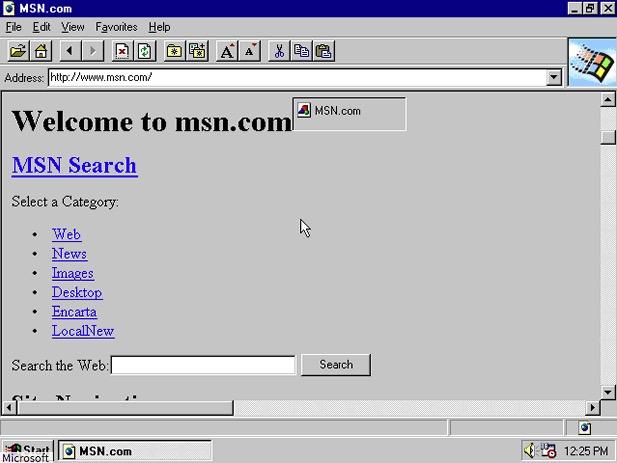 MSN.com
File Edit View Favorites Help
A A
Address: http://www.msn.com/
Welcome to msn.com MSN.com
MSN Search
Select a Category:
• Web
• News
• Images
• Desktop
• Encarta
• LocalNew
Search the Web: Search
Start MSN.com 12:25 PM
Microsoft